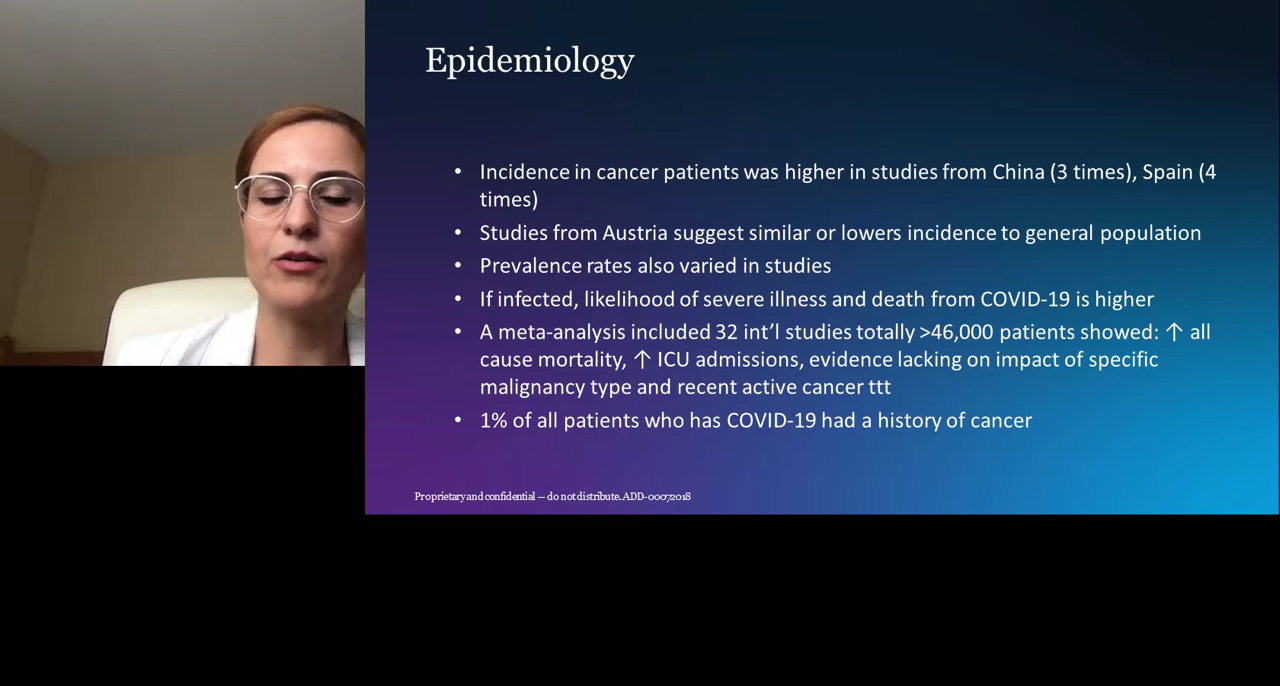 Epidemiology
• Incidence in cancer patients was higher in studies from China (3 times), Spain (4
times)
• Studies from Austria suggest similar or lowers incidence to general population
• Prevalence rates also varied in studies
• If infected, likelihood of severe illness and death from COVID-19 is higher
• A meta-analysis included 32 int’l studies totally >46,000 patients showed: ↑ all
cause mortality, ↑ ICU admissions, evidence lacking on impact of specific
malignancy type and recent active cancer ttt
• 1% of all patients who has COVID-19 had a history of cancer
Proprietary and confidential — do not distribute. ADD-00072018